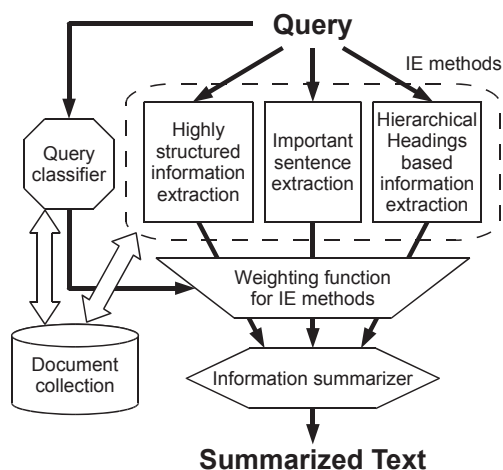 Query
IE methods
Query
classifier
Highly
structured
information
extraction
Important
sentence
extraction
Hierarchical
Headings
based
information
extraction
Weighting function
for IE methods
Document
collection
Information summarizer
Summarized Text